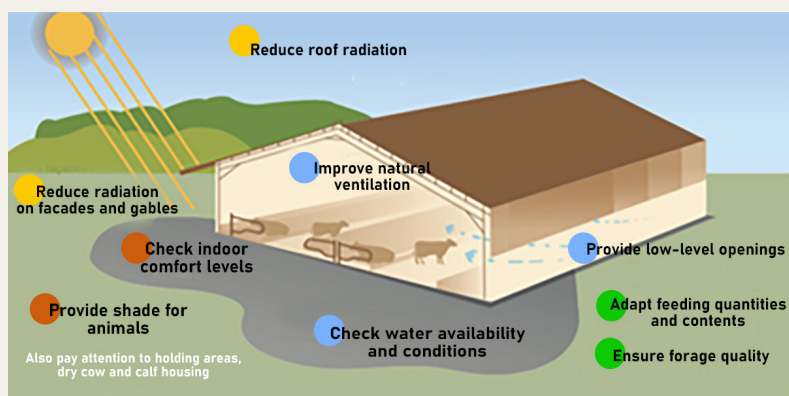 Reduce roof radiation
Improve natural
ventilation
Reduce radiation
on facades and gables
Check indoor
comfort levels
Provide low-level openings
Provide shade for
animals
Adapt feeding quantities
and contents
Check water availability
and conditions
Also pay attention to holding areas,
dry cow and calf housing
Ensure forage quality